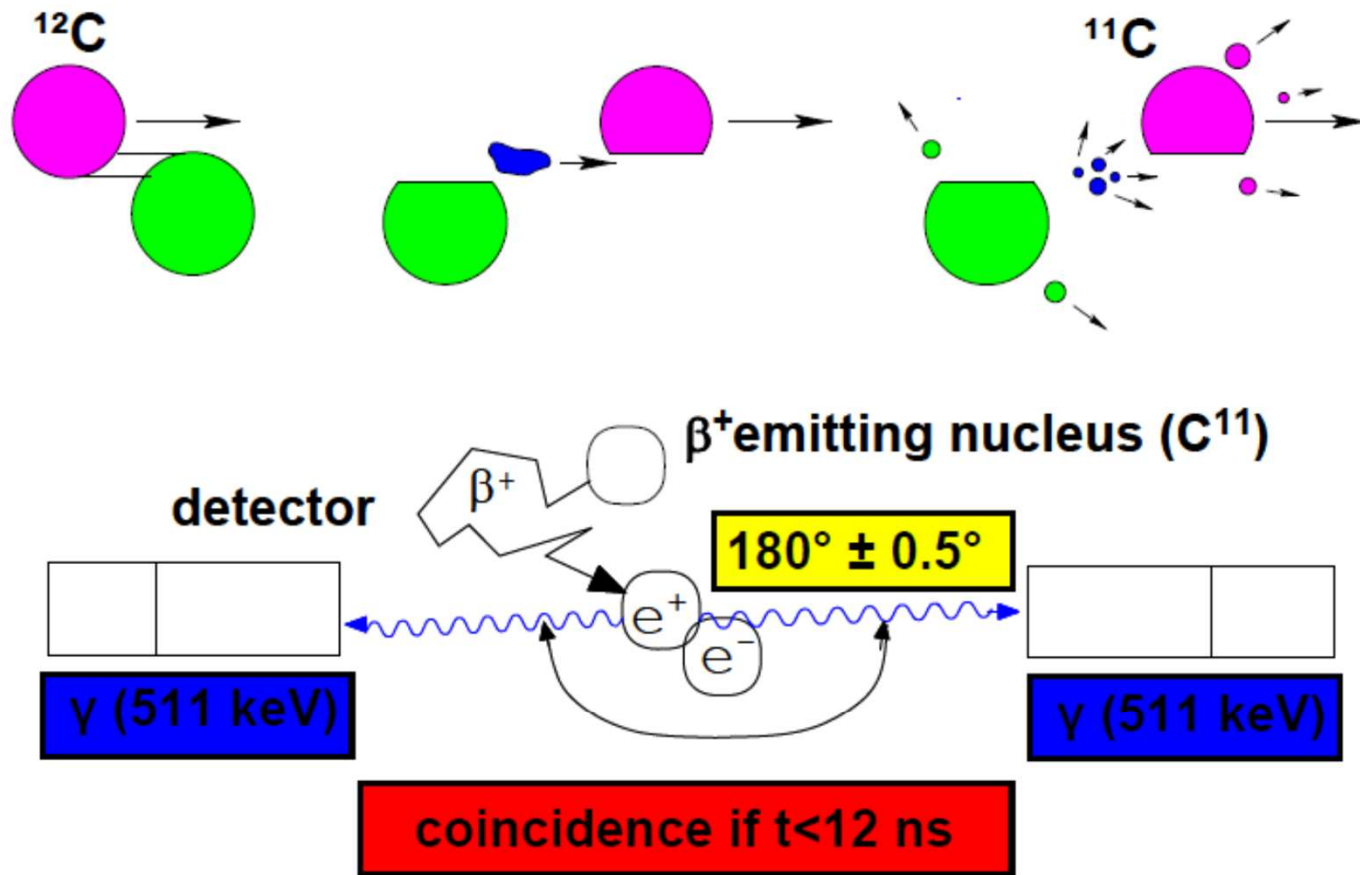 ¹²C
¹¹C
β⁺emitting nucleus (C¹¹)
β⁺
detector
180° ± 0.5°
e⁺
e⁻
γ (511 keV)
γ (511 keV)
coincidence if t<12 ns